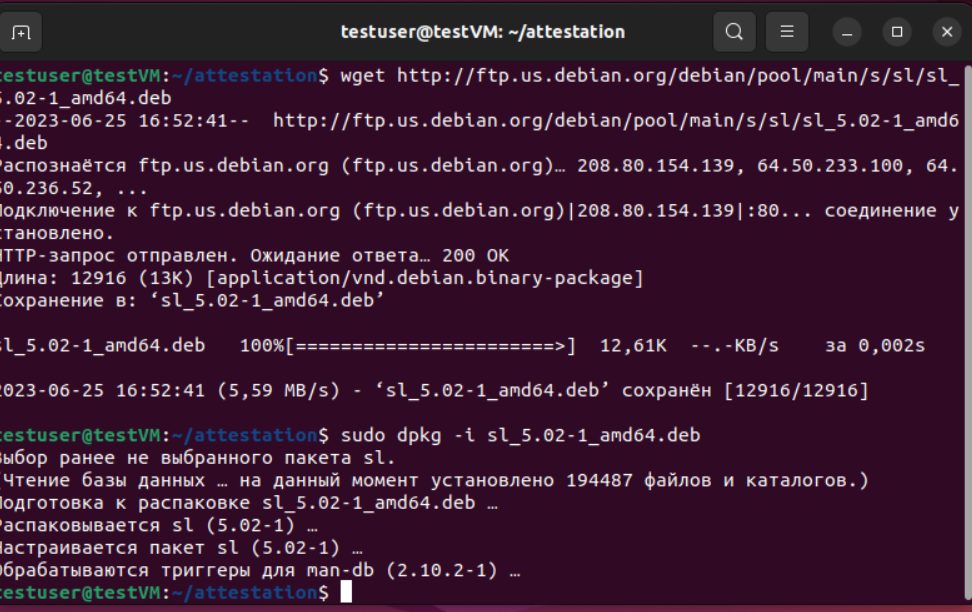 testuser@testVM: ~/attestation
testuser@testVM:~/attestation$ wget http://ftp.us.debian.org/debian/pool/main/s/sl/sl_
5.02-1_amd64.deb
--2023-06-25 16:52:41--  http://ftp.us.debian.org/debian/pool/main/s/sl/sl_5.02-1_amd6
4.deb
Распознаётся ftp.us.debian.org (ftp.us.debian.org)… 208.80.154.139, 64.50.233.100, 64.
50.236.52, ...
Подключение к ftp.us.debian.org (ftp.us.debian.org)|208.80.154.139|:80... соединение у
становлено.
HTTP-запрос отправлен. Ожидание ответа… 200 OK
Длина: 12916 (13K) [application/vnd.debian.binary-package]
Сохранение в: ‘sl_5.02-1_amd64.deb’
sl_5.02-1_amd64.deb   100%[=======================>]  12,61K  --.-KB/s    за 0,002s
2023-06-25 16:52:41 (5,59 MB/s) - ‘sl_5.02-1_amd64.deb’ сохранён [12916/12916]
testuser@testVM:~/attestation$ sudo dpkg -i sl_5.02-1_amd64.deb
Выбор ранее не выбранного пакета sl.
(Чтение базы данных … на данный момент установлено 194487 файлов и каталогов.)
Подготовка к распаковке sl_5.02-1_amd64.deb …
Распаковывается sl (5.02-1) …
Настраивается пакет sl (5.02-1) …
Обрабатываются триггеры для man-db (2.10.2-1) …
testuser@testVM:~/attestation$